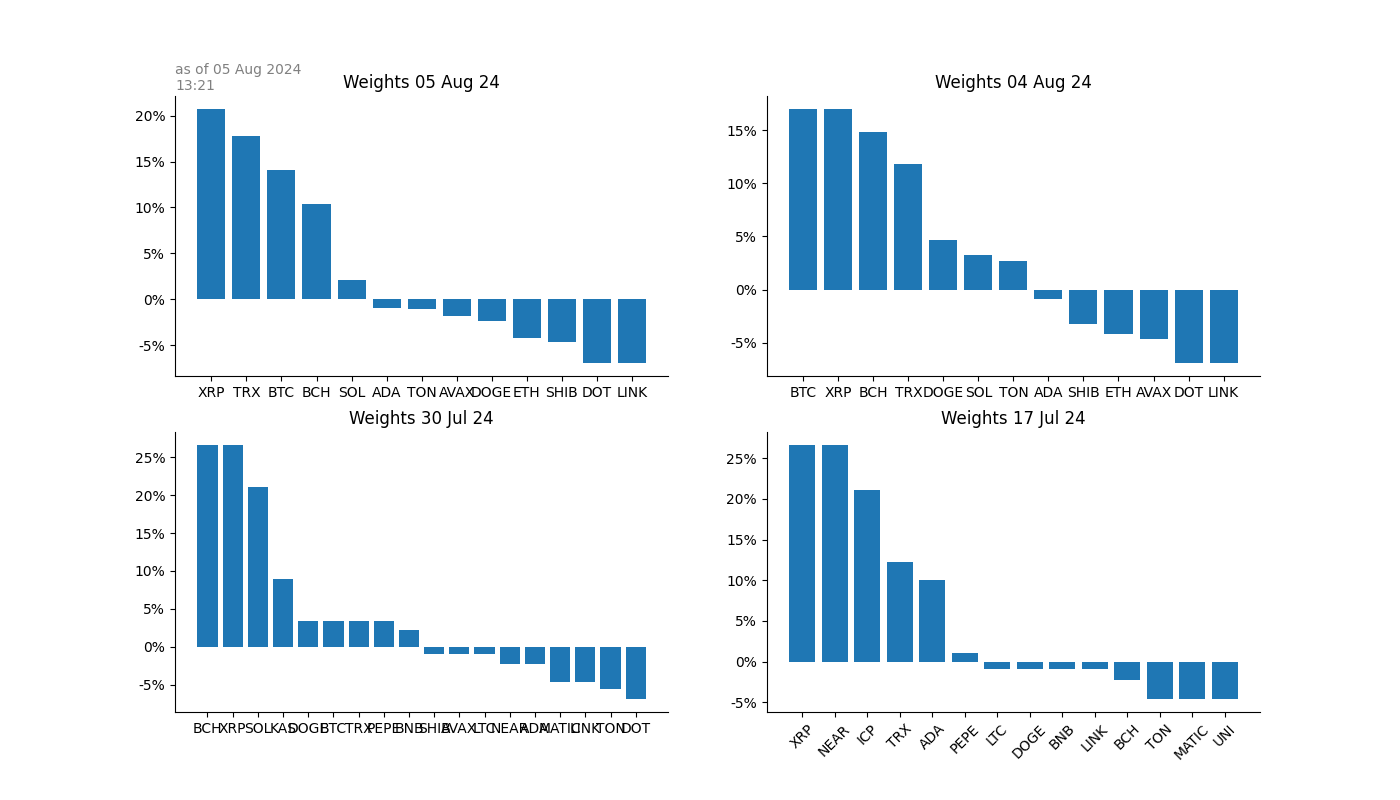 as of 05 Aug 2024
13:21
Weights 05 Aug 24
20%
15%
10%
5%
0%
-5%
XRP TRX BTC BCH SOL ADA TON AVAX DOGE ETH SHIB DOT LINK
Weights 04 Aug 24
15%
10%
5%
0%
-5%
BTC XRP BCH TRX DOGE SOL TON ADA SHIB ETH AVAX DOT LINK
Weights 30 Jul 24
25%
20%
15%
10%
5%
0%
-5%
BCH XRP SOL KAS DOGE BTC TRX PEPE BNB SHIB AVAX LTC NEAR ADA MATIC LINK TON DOT
Weights 17 Jul 24
25%
20%
15%
10%
5%
0%
-5%
XRP NEAR ICP TRX ADA PEPE LTC DOGE BNB LINK BCH TON MATIC UNI